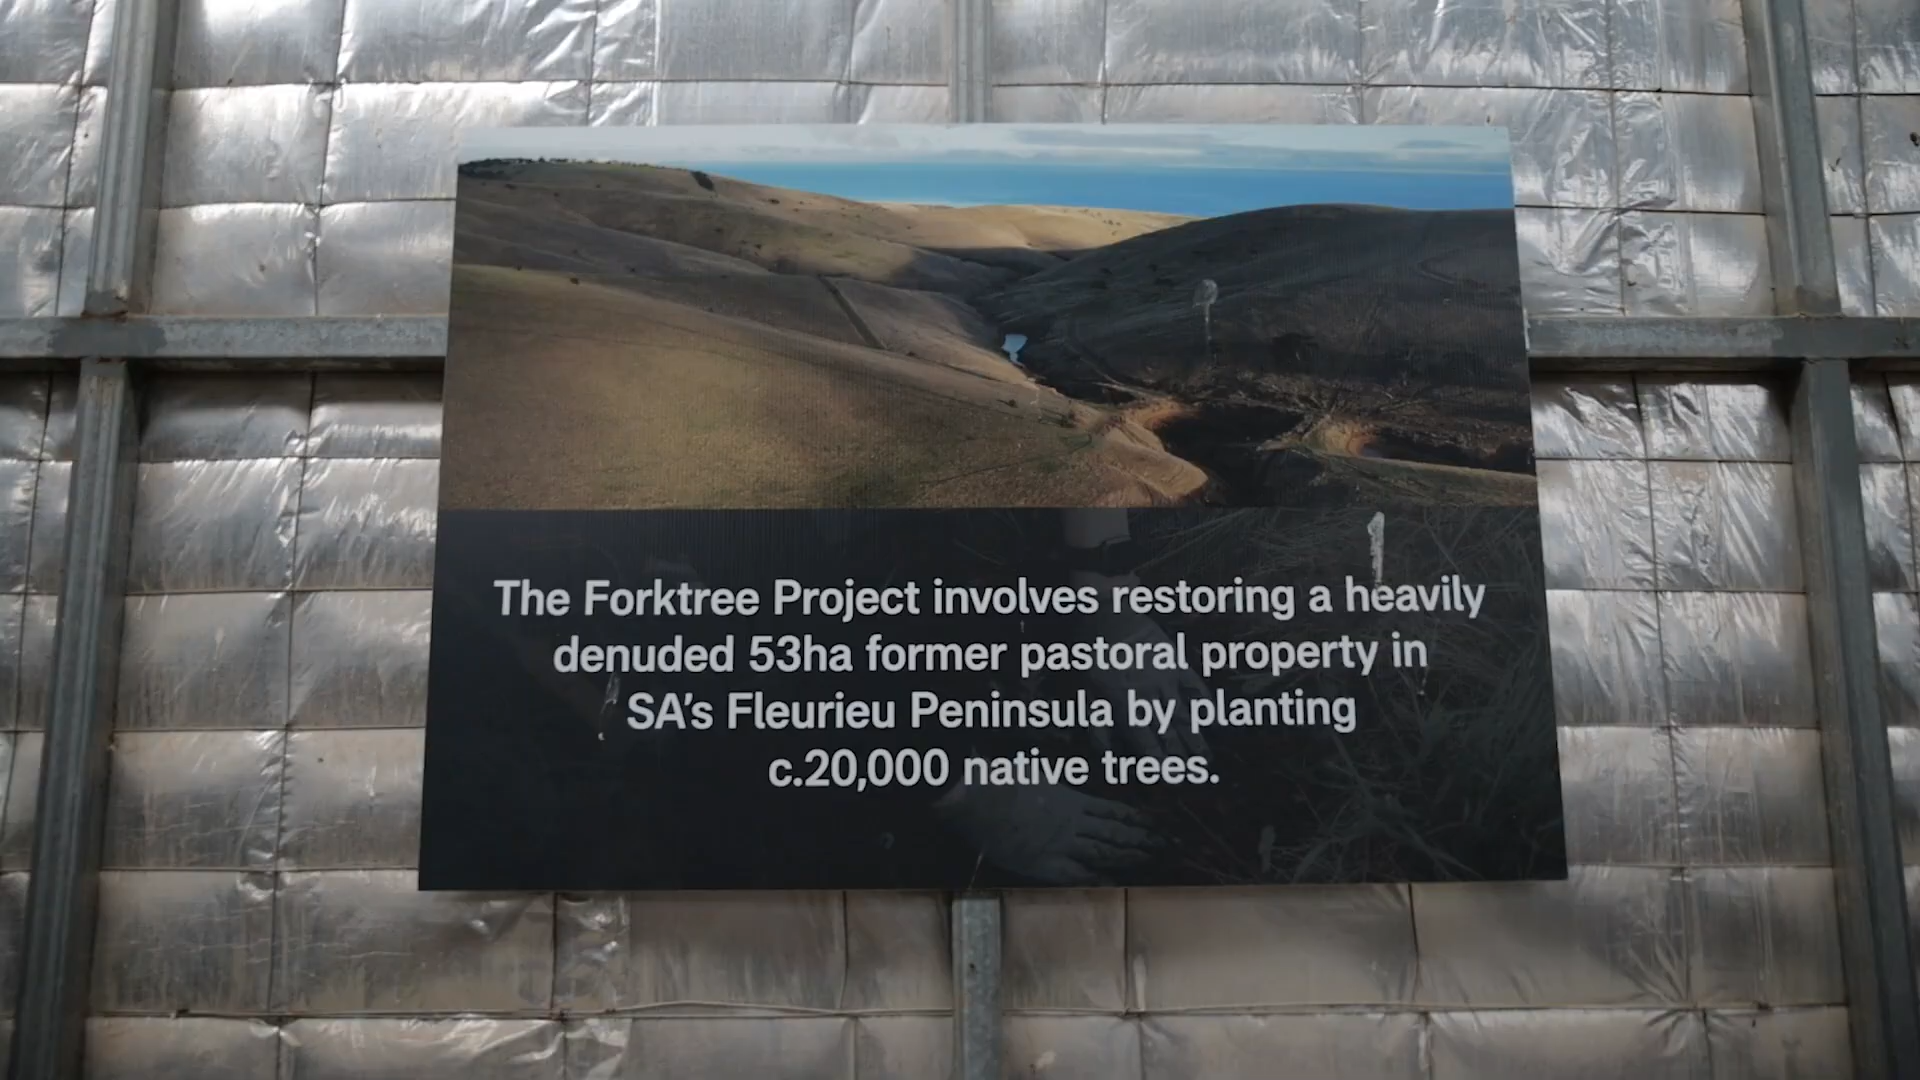 The Forktree Project involves restoring a heavily
denuded 53ha former pastoral property in
SA's Fleurieu Peninsula by planting
c.20,000 native trees.